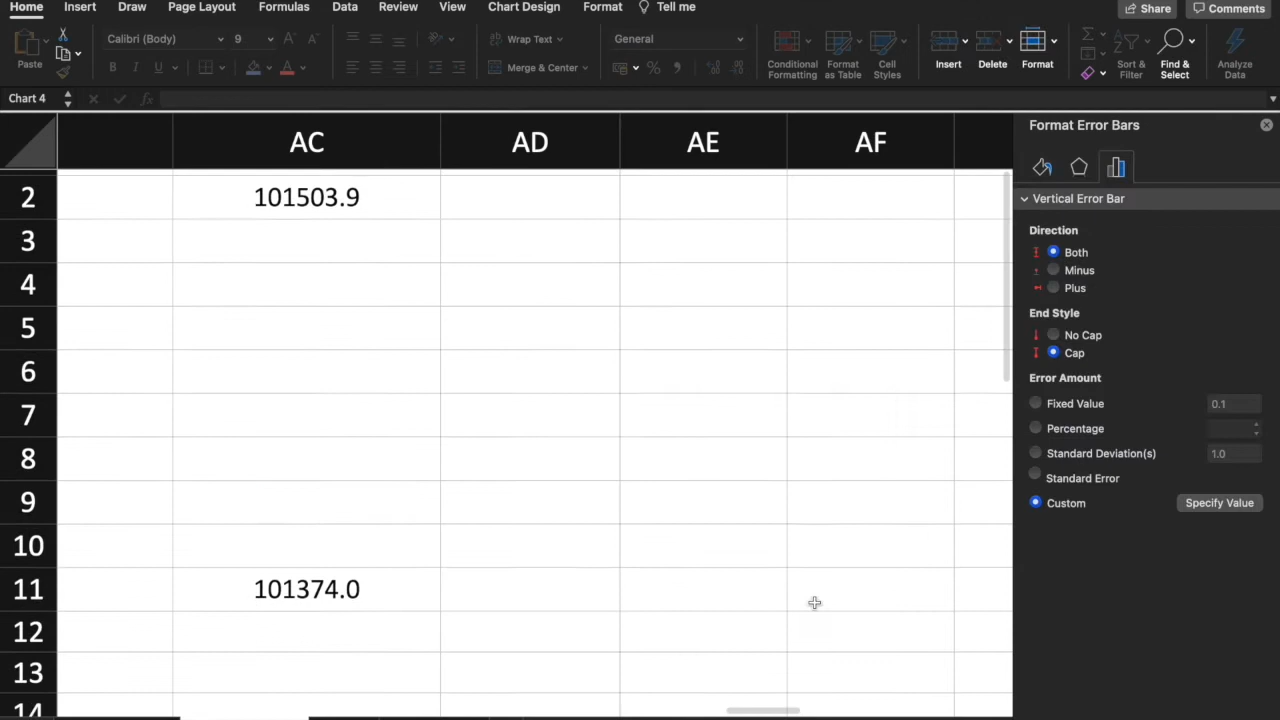 Home Insert Draw Page Layout Formulas Data Review View Chart Design Format Tell me Share Comments
Paste Calibri (Body) 9 A A Wrap Text General Conditional Formatting Format as Table Cell Styles Insert Delete Format Sort & Filter Find & Select Analyze Data
B I U A Merge & Center % 
Chart 4 fx
Format Error Bars
Vertical Error Bar
Direction
Both
Minus
Plus
End Style
No Cap
Cap
Error Amount
Fixed Value 0.1
Percentage
Standard Deviation(s) 1.0
Standard Error
Custom Specify Value
AC AD AE AF
2 101503.9
3
4
5
6
7
8
9
10
11 101374.0
12
13
14